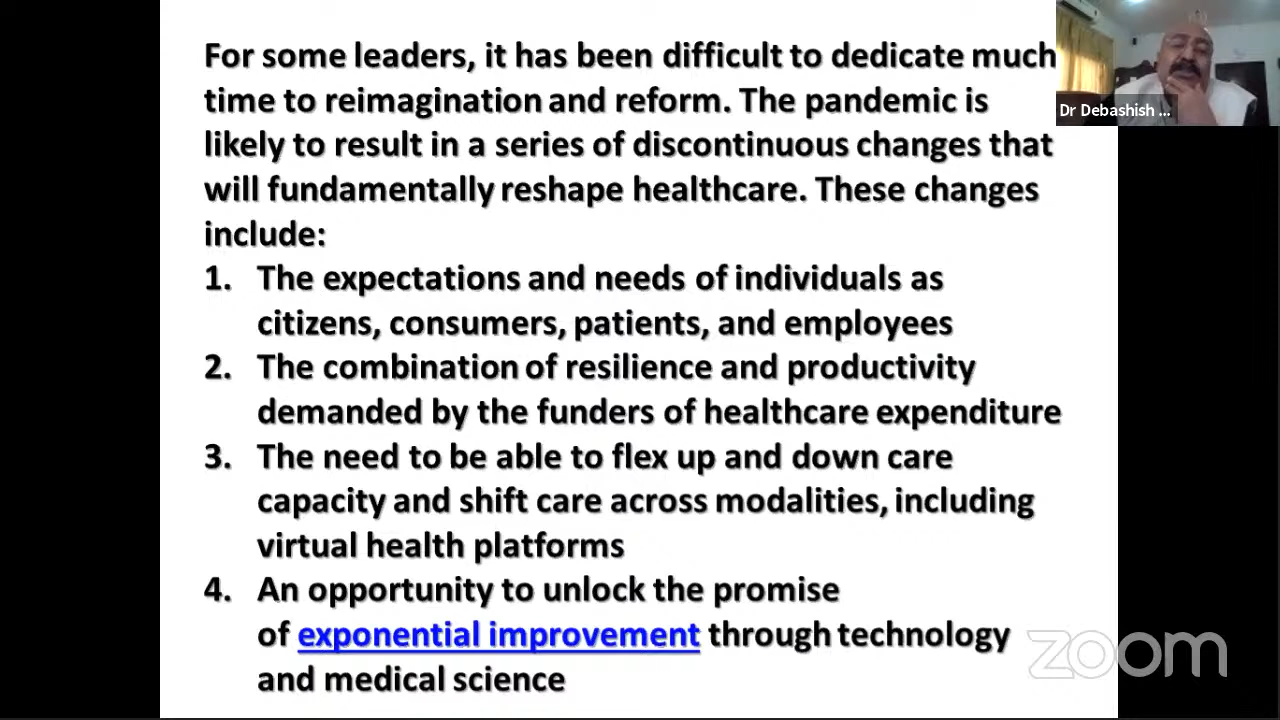 For some leaders, it has been difficult to dedicate much
time to reimagination and reform. The pandemic is
likely to result in a series of discontinuous changes that
will fundamentally reshape healthcare. These changes
include:
1. The expectations and needs of individuals as
citizens, consumers, patients, and employees
2. The combination of resilience and productivity
demanded by the funders of healthcare expenditure
3. The need to be able to flex up and down care
capacity and shift care across modalities, including
virtual health platforms
4. An opportunity to unlock the promise
of exponential improvement through technology
and medical science
Dr Debashish ...
zoom